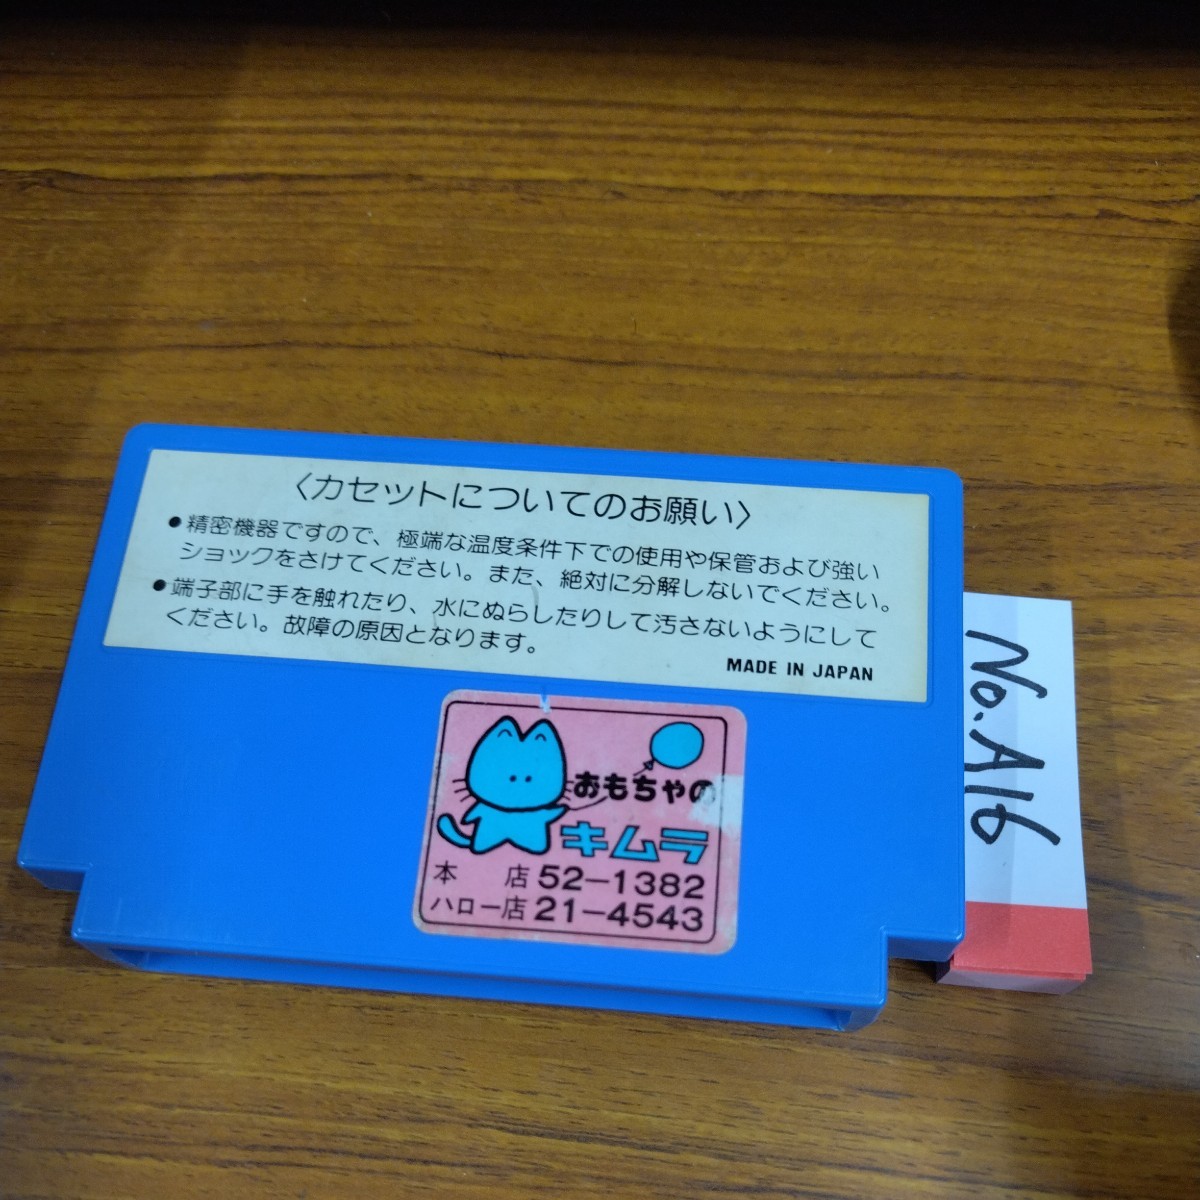 〈カセットについてのお願い〉
●精密機器ですので、極端な温度条件下での使用や保管および強い
ショックをさけてください。また、絶対に分解しないでください。
●端子部に手を触れたり、水にぬらしたりして汚さないようにして
ください。故障の原因となります。
MADE IN JAPAN
おもちゃの
キムラ
本 店 52-1382
ハロー店 21-4543
No.A16